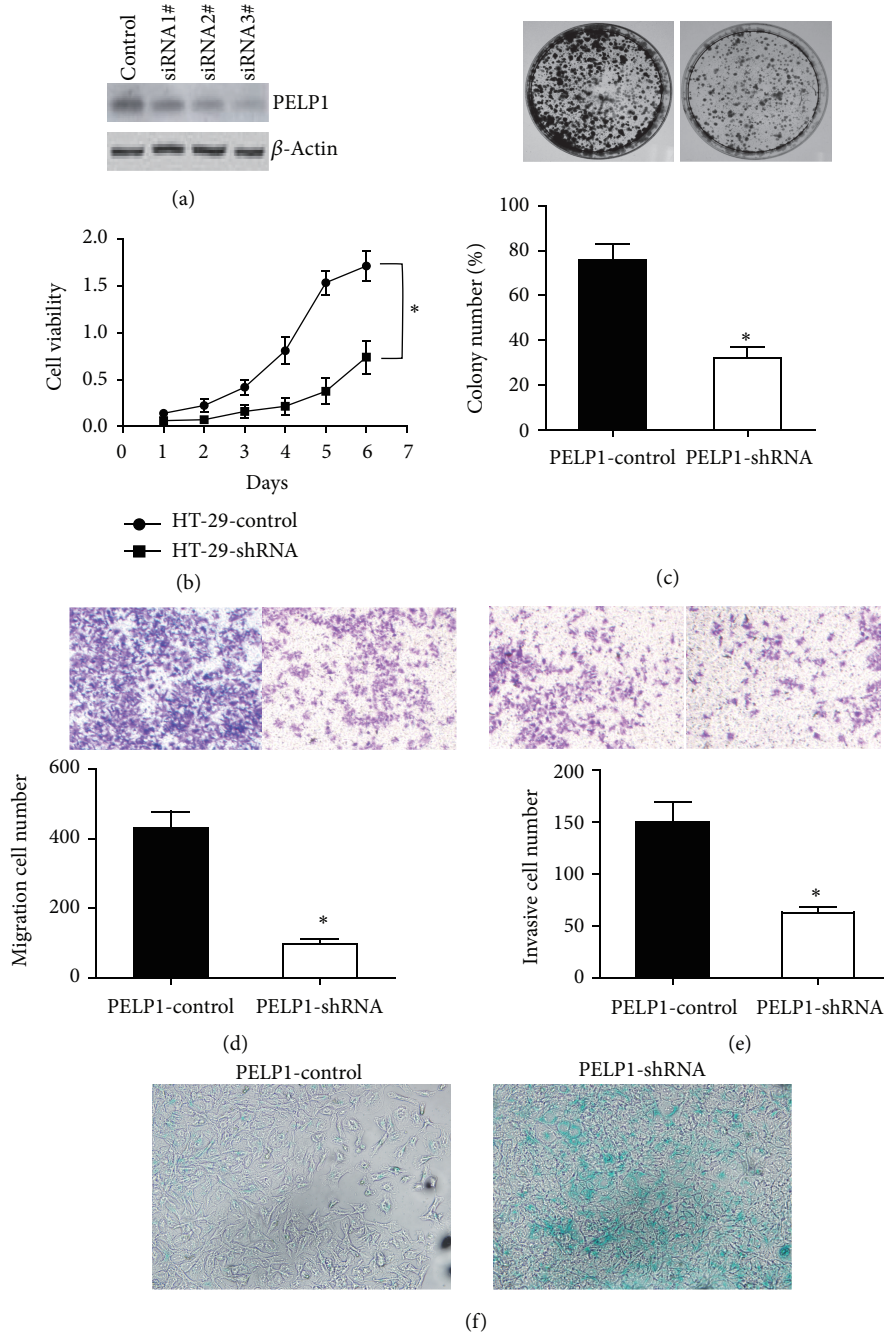 Control
siRNA1#
siRNA2#
siRNA3#
PELP1
β-Actin
(a)
2.0
1.5
1.0
0.5
0.0
Cell viability
0 1 2 3 4 5 6 7
Days
*
HT-29-control
HT-29-shRNA
(b)
100
80
60
40
20
0
Colony number (%)
*
PELP1-control PELP1-shRNA
(c)
600
400
200
0
Migration cell number
*
PELP1-control PELP1-shRNA
(d)
200
150
100
50
0
Invasive cell number
*
PELP1-control PELP1-shRNA
(e)
PELP1-control
PELP1-shRNA
(f)